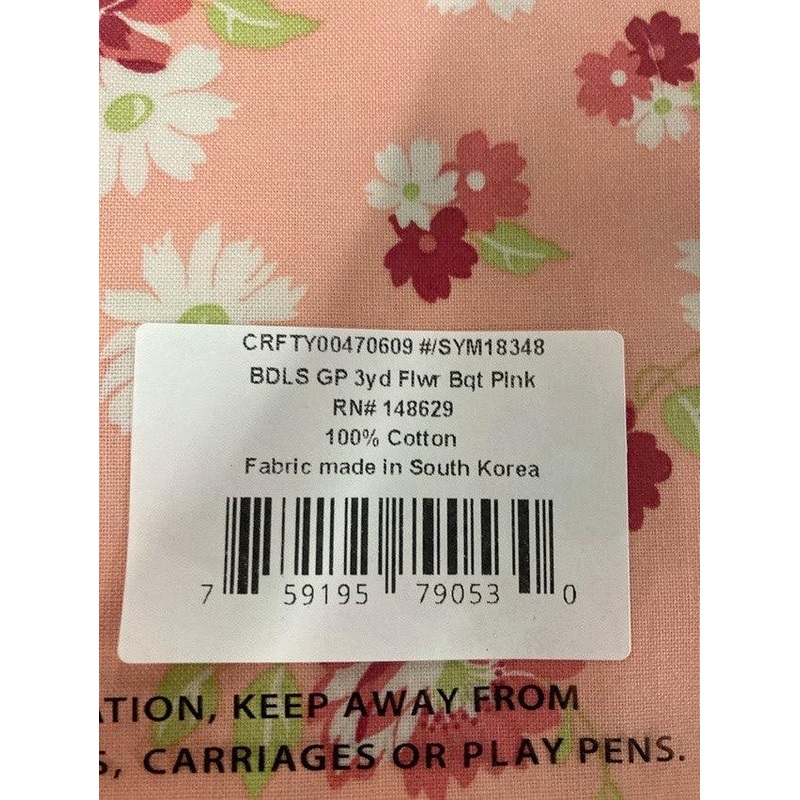 CRFTY00470609 #/SYM18348
BDLS GP 3yd Flwr Bqt Pink
RN# 148629
100% Cotton
Fabric made in South Korea
7 59195 79053 0
ATION, KEEP AWAY FROM
S, CARRIAGES OR PLAY PENS.